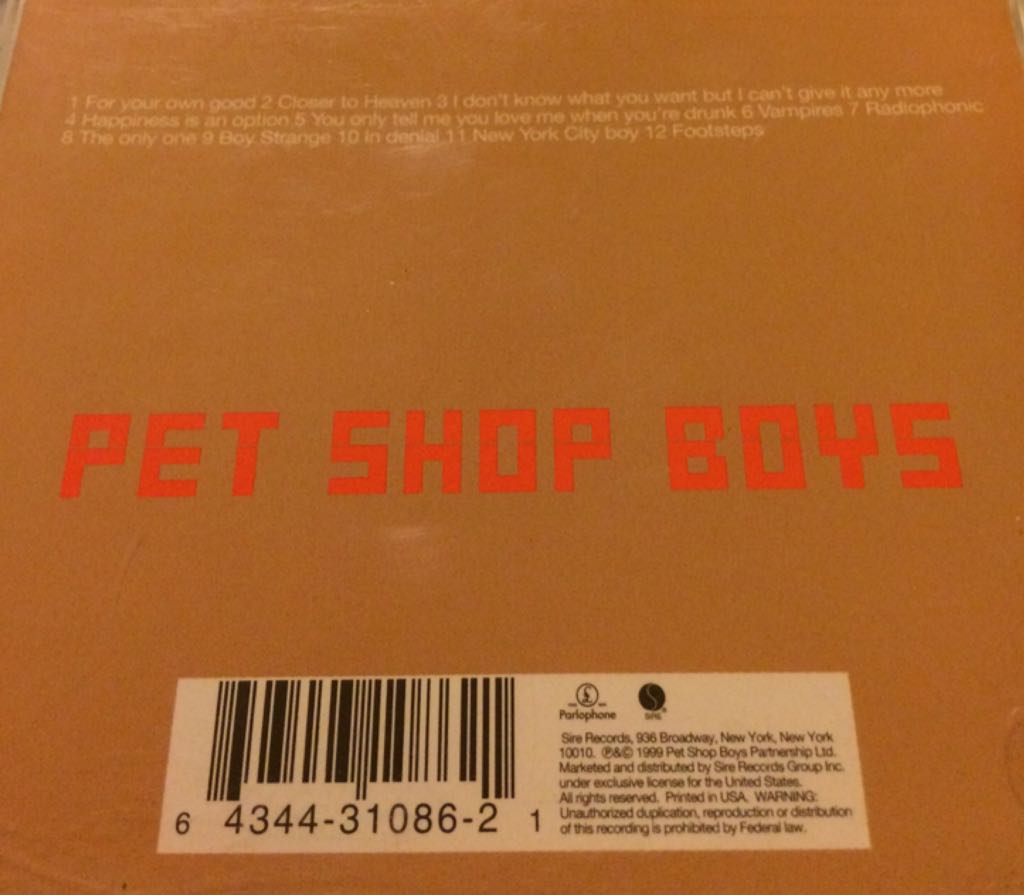 1 For your own good 2 Closer to Heaven 3 I don't know what you want but I can't give it any more
4 Happiness is an option 5 You only tell me you love me when you're drunk 6 Vampires 7 Radiophonic
8 The only one 9 Boy Strange 10 In denial 11 New York City boy 12 Footsteps
PET SHOP BOYS
6 4344-31086-2 1
£
Parlophone
SIRE
Sire Records, 936 Broadway, New York, New York
10010. ℗&© 1999 Pet Shop Boys Partnership Ltd.
Marketed and distributed by Sire Records Group Inc.
under exclusive license for the United States.
All rights reserved. Printed in USA. WARNING:
Unauthorized duplication, reproduction or distribution
of this recording is prohibited by Federal law.